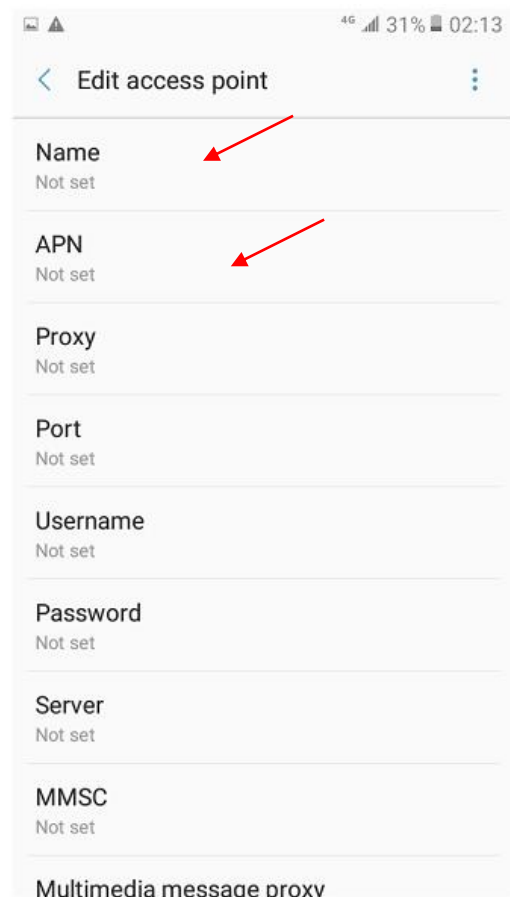 4G 31% 02:13
Edit access point
Name
Not set
APN
Not set
Proxy
Not set
Port
Not set
Username
Not set
Password
Not set
Server
Not set
MMSC
Not set
Multimedia message proxy